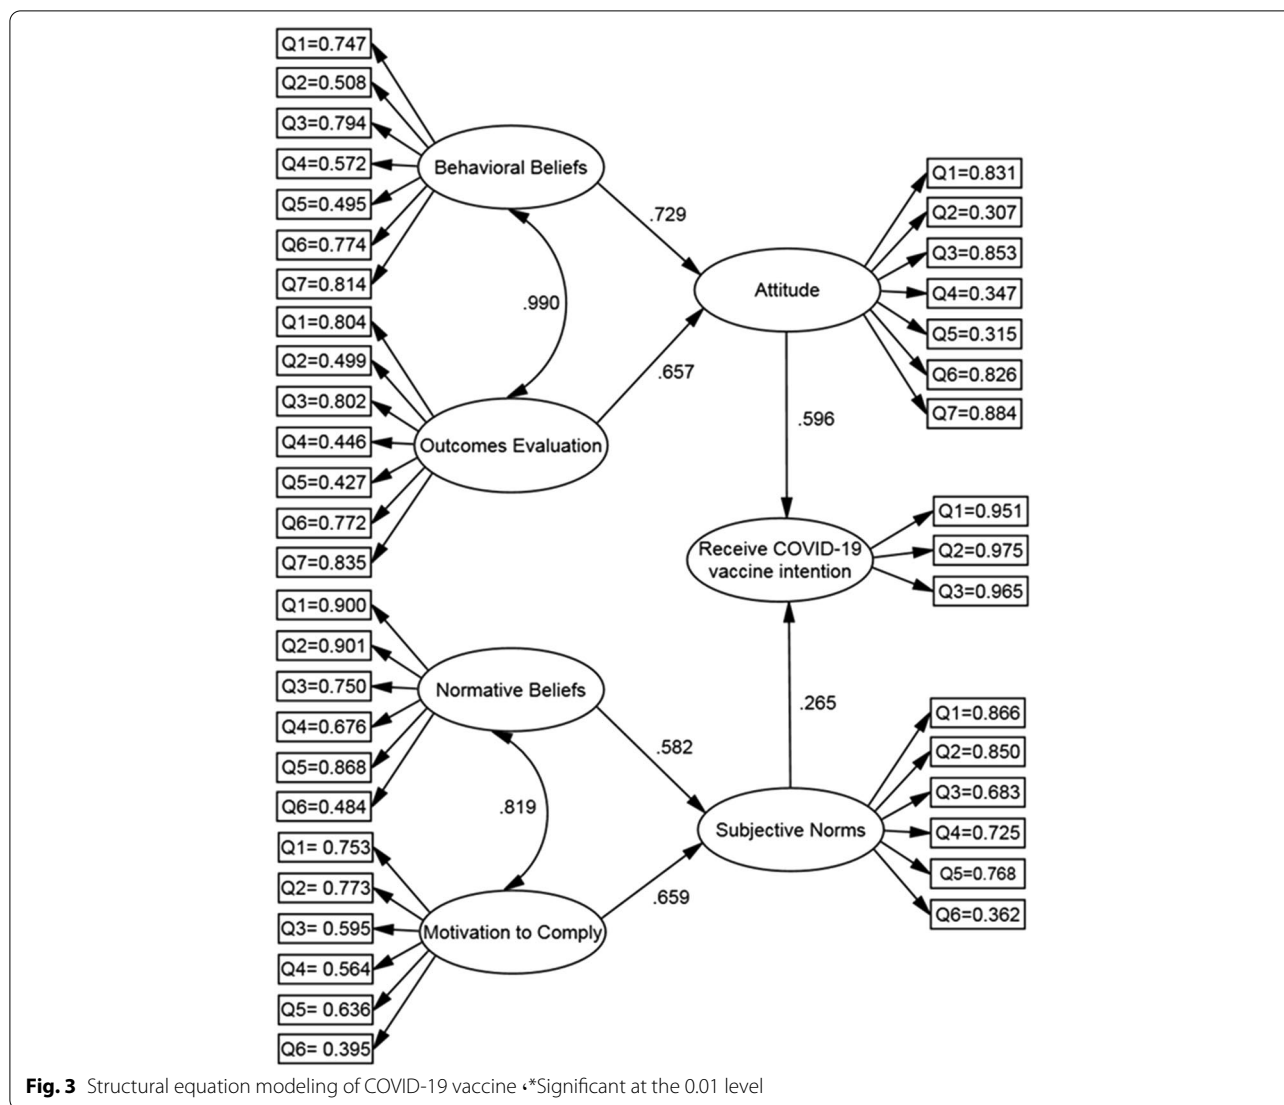 Q1=0.747
Q2=0.508
Q3=0.794
Q4=0.572
Q5=0.495
Q6=0.774
Q7=0.814
Behavioral Beliefs
Q1=0.804
Q2=0.499
Q3=0.802
Q4=0.446
Q5=0.427
Q6=0.772
Q7=0.835
Outcomes Evaluation
.990
.729
.657
Attitude
Q1=0.831
Q2=0.307
Q3=0.853
Q4=0.347
Q5=0.315
Q6=0.826
Q7=0.884
.596
Receive COVID-19
vaccine intention
Q1=0.951
Q2=0.975
Q3=0.965
.265
Q1=0.900
Q2=0.901
Q3=0.750
Q4=0.676
Q5=0.868
Q6=0.484
Normative Beliefs
Q1= 0.753
Q2= 0.773
Q3= 0.595
Q4= 0.564
Q5= 0.636
Q6= 0.395
Motivation to Comply
.819
.582
.659
Subjective Norms
Q1=0.866
Q2=0.850
Q3=0.683
Q4=0.725
Q5=0.768
Q6=0.362
Fig. 3 Structural equation modeling of COVID-19 vaccine ،*Significant at the 0.01 level